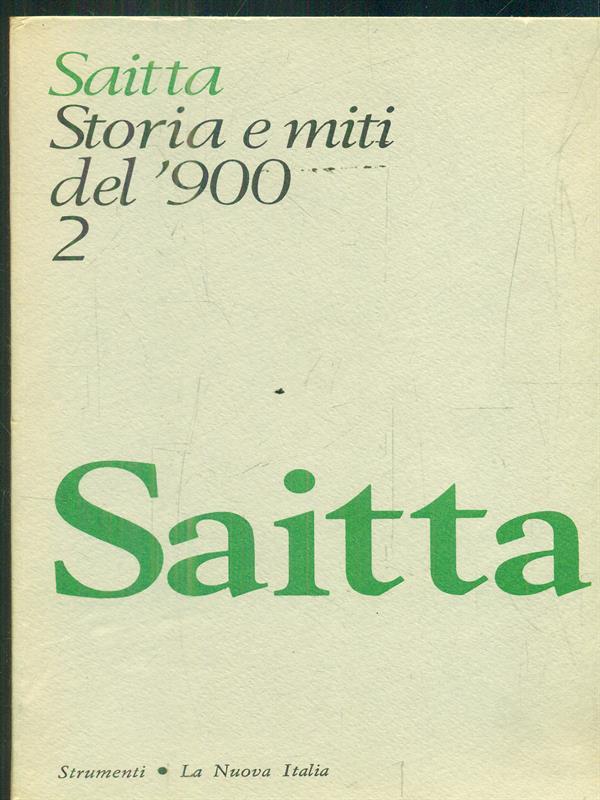 Saitta
Storia e miti
del '900
2
Saitta
Strumenti • La Nuova Italia